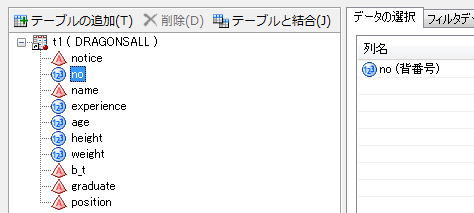 テーブルの追加(T) 削除(D) テーブルと結合(J)
t1 ( DRAGONSALL )
notice
no
name
experience
age
height
weight
b_t
graduate
position
データの選択 フィルタデ
列名
no (背番号)